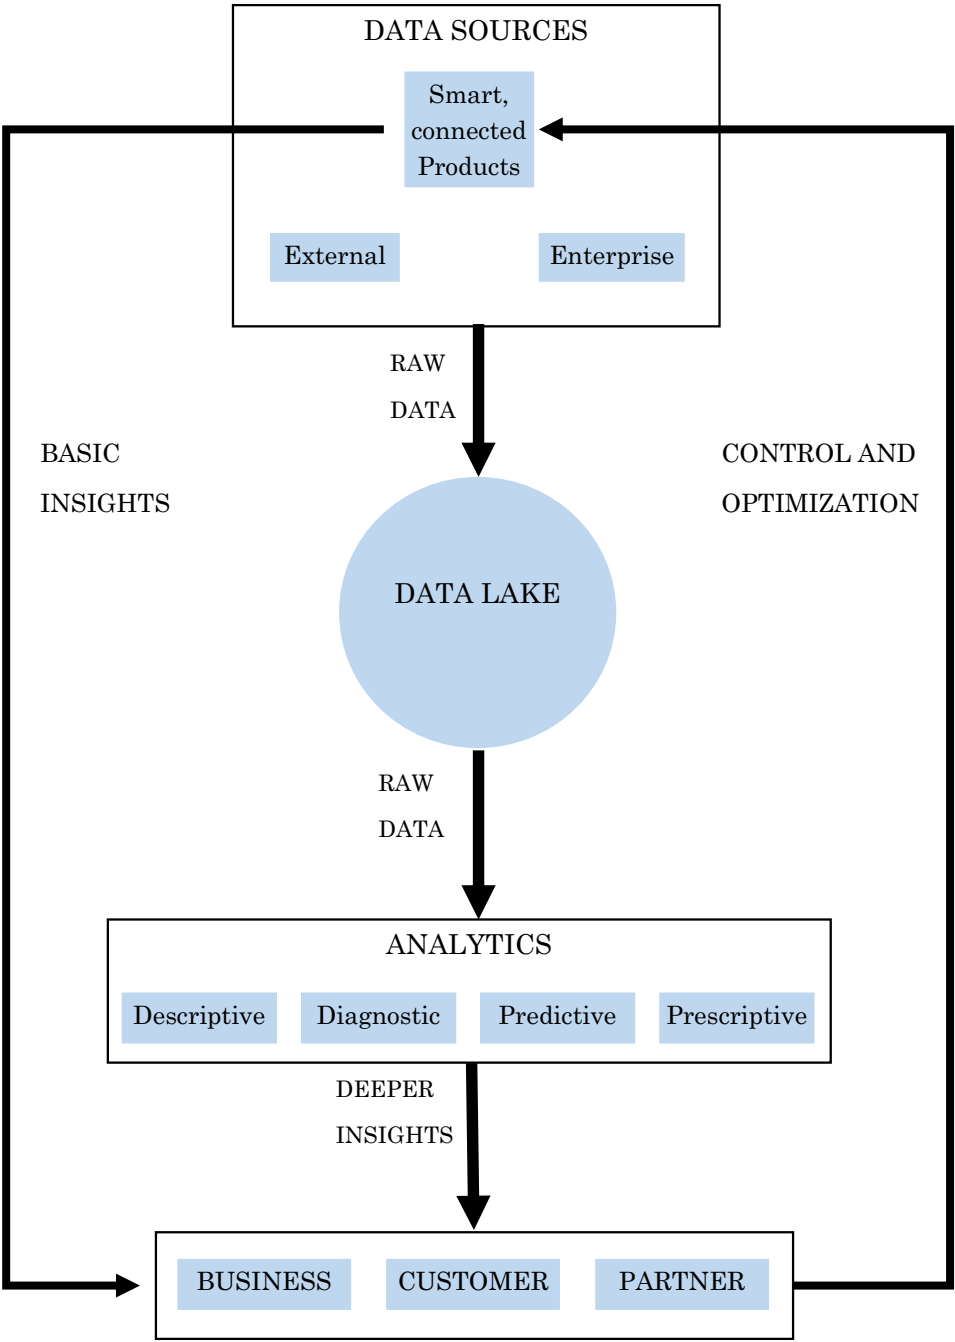 DATA SOURCES
Smart,
connected
Products
External
Enterprise
RAW
DATA
BASIC
INSIGHTS
CONTROL AND
OPTIMIZATION
DATA LAKE
RAW
DATA
ANALYTICS
Descriptive
Diagnostic
Predictive
Prescriptive
DEEPER
INSIGHTS
BUSINESS
CUSTOMER
PARTNER